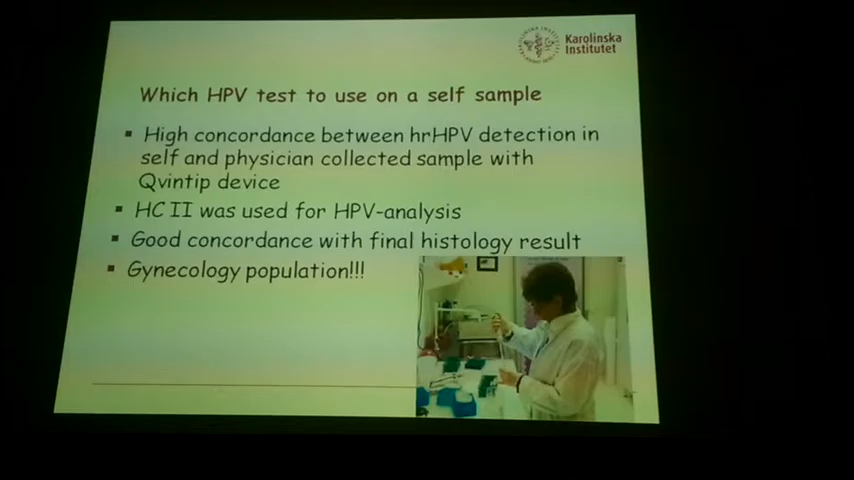 Karolinska
Institutet
Which HPV test to use on a self sample
▪ High concordance between hrHPV detection in
self and physician collected sample with
Qvintip device
▪ HC II was used for HPV-analysis
▪ Good concordance with final histology result
▪ Gynecology population!!!